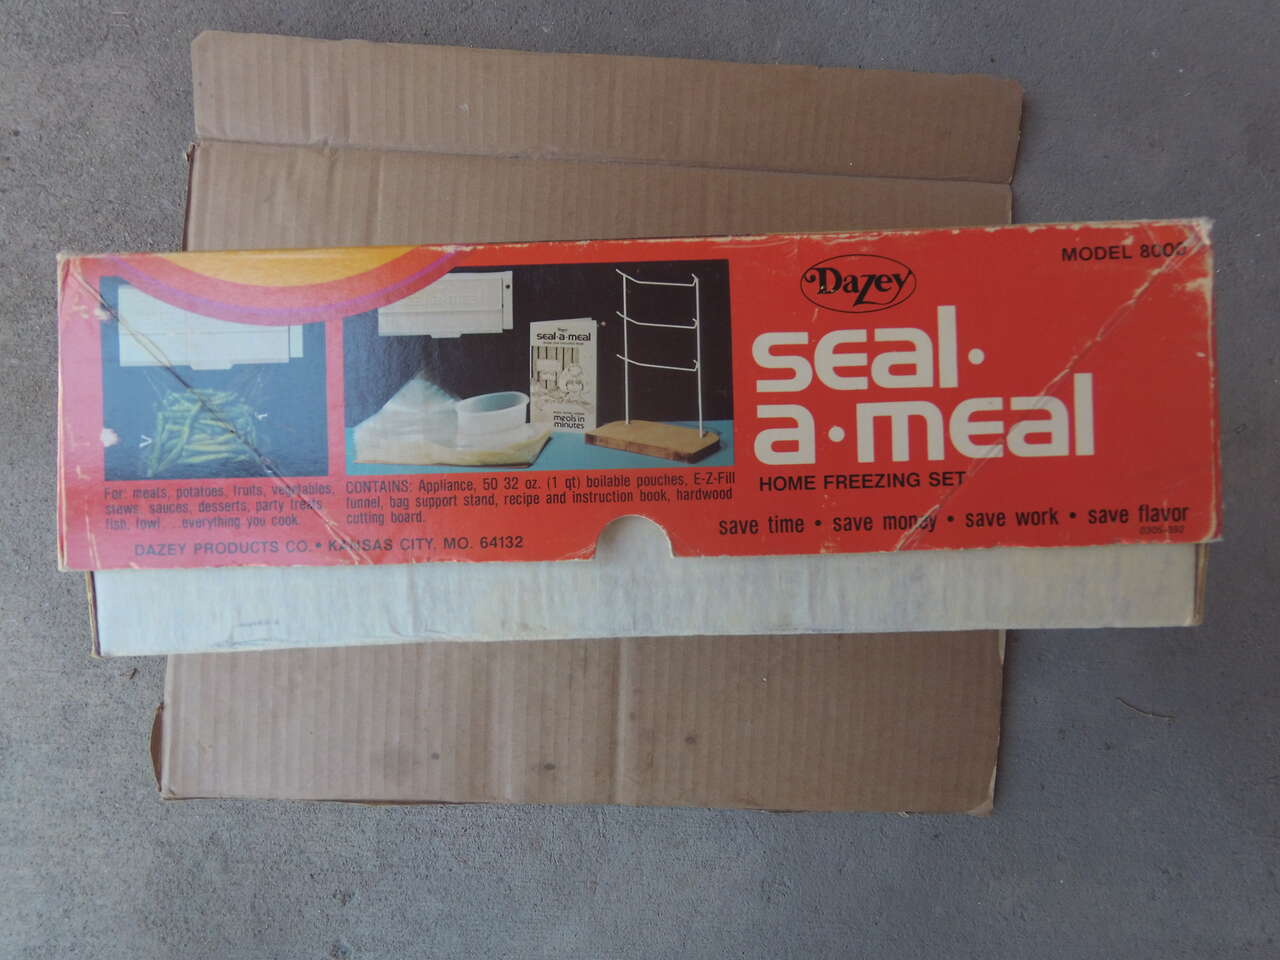 DAZEY
MODEL 8006
seal·
a·meal
HOME FREEZING SET
save time • save money • save work • save flavor
seal·a·meal
meals in
minutes
For: meals, potatoes, fruits, vegetables,
stews, sauces, desserts, party treats
fish, fowl . . . everything you cook.
CONTAINS: Appliance, 50 32 oz. (1 qt) boilable pouches, E-Z-Fill
funnel, bag support stand, recipe and instruction book, hardwood
cutting board.
DAZEY PRODUCTS CO. • KANSAS CITY, MO. 64132